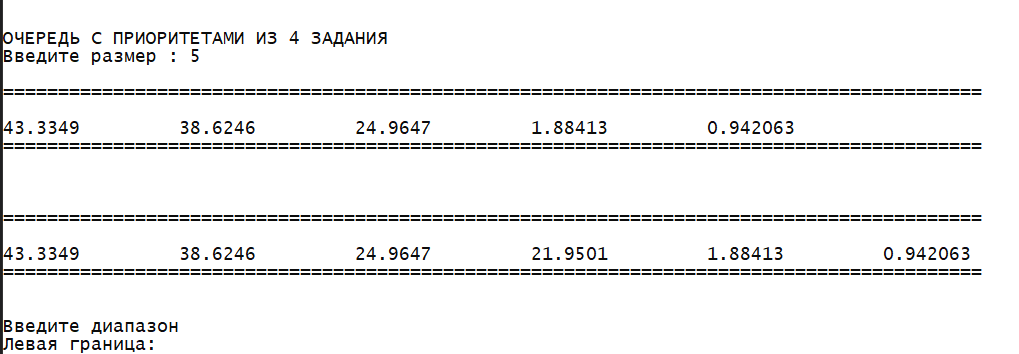 ОЧЕРЕДЬ С ПРИОРИТЕТАМИ ИЗ 4 ЗАДАНИЯ
Введите размер : 5
=========================================================================================
43.3349 38.6246 24.9647 1.88413 0.942063
=========================================================================================
=========================================================================================
43.3349 38.6246 24.9647 21.9501 1.88413 0.942063
=========================================================================================
Введите диапазон
Левая граница: